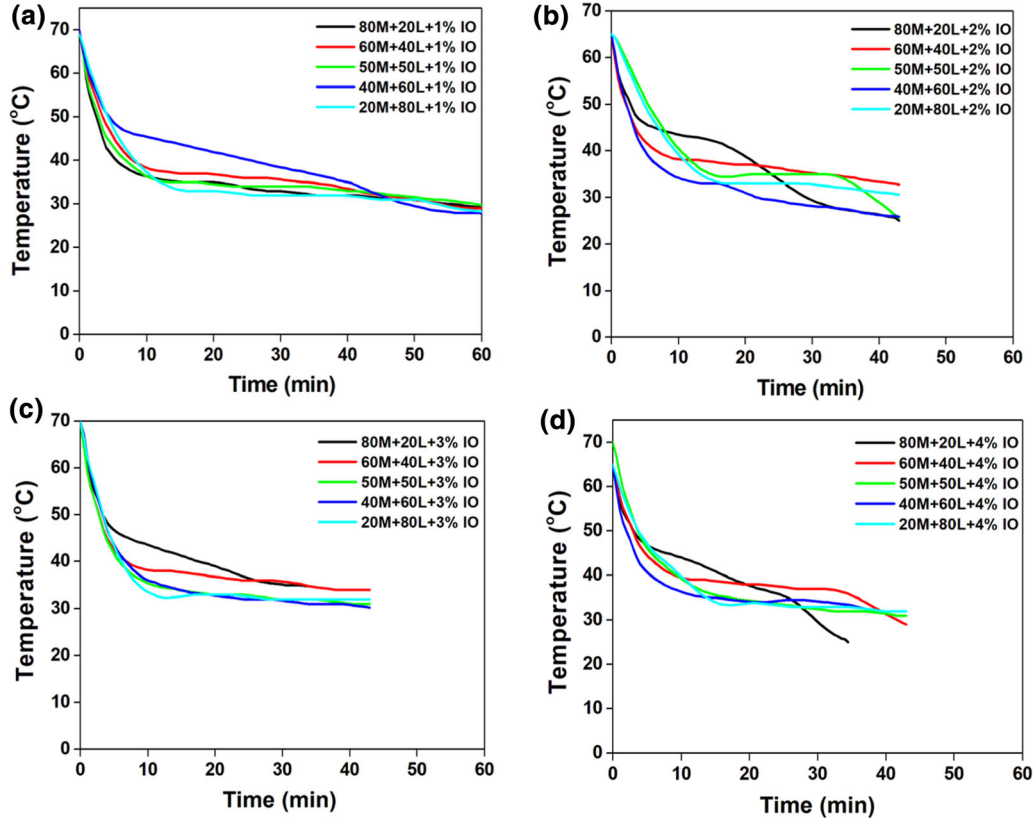 (a)
80M+20L+1% IO
60M+40L+1% IO
50M+50L+1% IO
40M+60L+1% IO
20M+80L+1% IO
70
60
50
40
30
20
10
0
Temperature (°C)
0 10 20 30 40 50 60
Time (min)
(b)
80M+20L+2% IO
60M+40L+2% IO
50M+50L+2% IO
40M+60L+2% IO
20M+80L+2% IO
70
60
50
40
30
20
10
0
Temperature (°C)
0 10 20 30 40 50 60
Time (min)
(c)
80M+20L+3% IO
60M+40L+3% IO
50M+50L+3% IO
40M+60L+3% IO
20M+80L+3% IO
70
60
50
40
30
20
10
0
Temperature (°C)
0 10 20 30 40 50 60
Time (min)
(d)
80M+20L+4% IO
60M+40L+4% IO
50M+50L+4% IO
40M+60L+4% IO
20M+80L+4% IO
70
60
50
40
30
20
10
0
Temperature (°C)
0 10 20 30 40 50 60
Time (min)